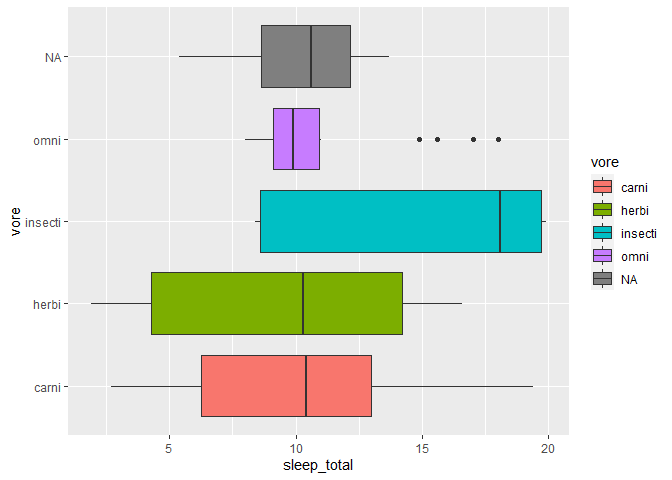 NA
omni
insecti
herbi
carni
vore
5 10 15 20
sleep_total
vore
carni
herbi
insecti
omni
NA